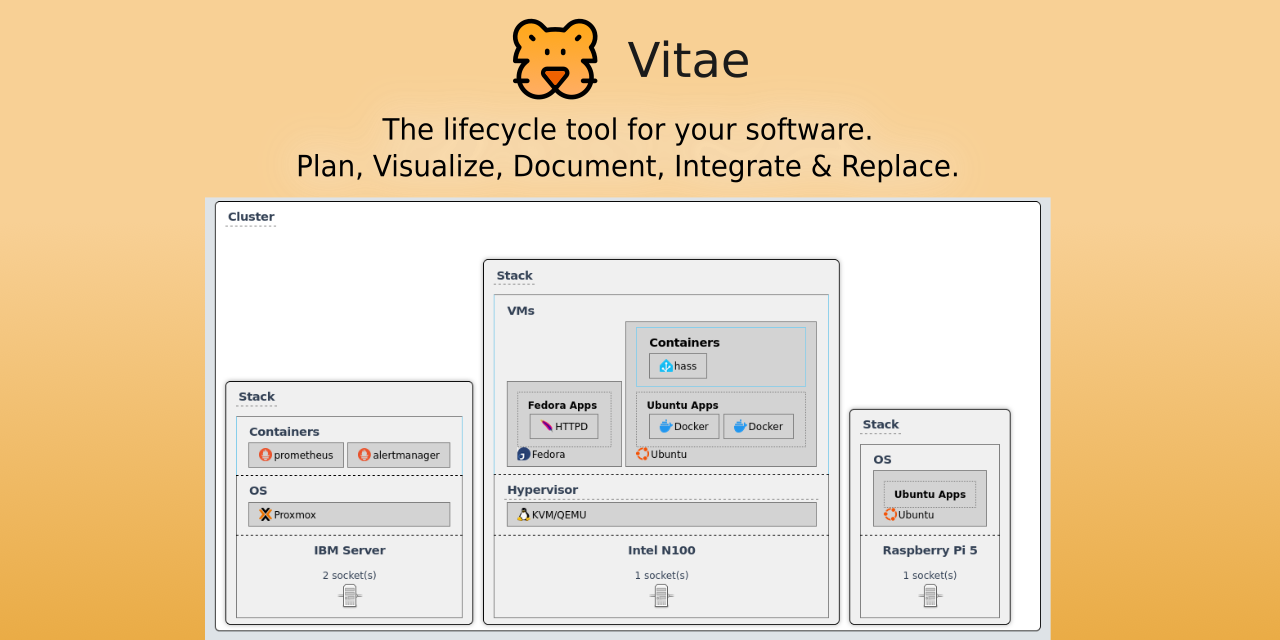 Vitae
The lifecycle tool for your software.
Plan, Visualize, Document, Integrate & Replace.
Cluster
Stack
Containers
prometheus alertmanager
OS
Proxmox
IBM Server
2 socket(s)
Stack
VMs
Fedora Apps
HTTPD
Fedora
Containers
hass
Ubuntu Apps
Docker Docker
Ubuntu
Hypervisor
KVM/QEMU
Intel N100
1 socket(s)
Stack
OS
Ubuntu Apps
Ubuntu
Raspberry Pi 5
1 socket(s)